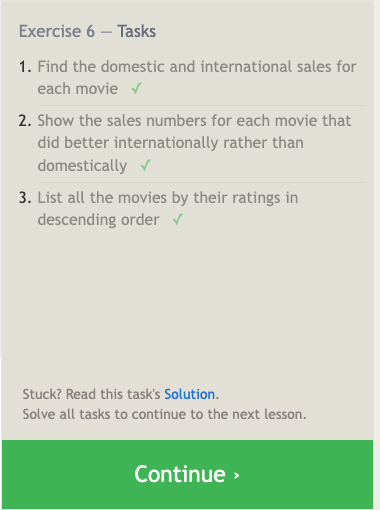 Exercise 6 — Tasks
1. Find the domestic and international sales for
each movie ✓
2. Show the sales numbers for each movie that
did better internationally rather than
domestically ✓
3. List all the movies by their ratings in
descending order ✓
Stuck? Read this task's Solution.
Solve all tasks to continue to the next lesson.
Continue ›